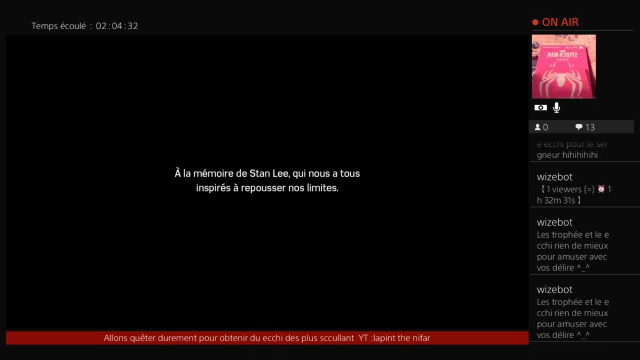 Temps écoulé : 02:04:32
ON AIR
0
13
À la mémoire de Stan Lee, qui nous a tous
inspirés à repousser nos limites.
e ecchi pour le sei
gneur hihihihihi
wizebot
【 1 viewers (=) ⏰ 1
h 32m 31s 】
wizebot
Les trophée et le e
cchi rien de mieux
pour amuser avec
vos délire ^_^
wizebot
Les trophée et le e
cchi rien de mieux
pour amuser avec
vos délire ^_^
Allons quêter durement pour obtenir du ecchi des plus sccullant YT :lapint the nifar